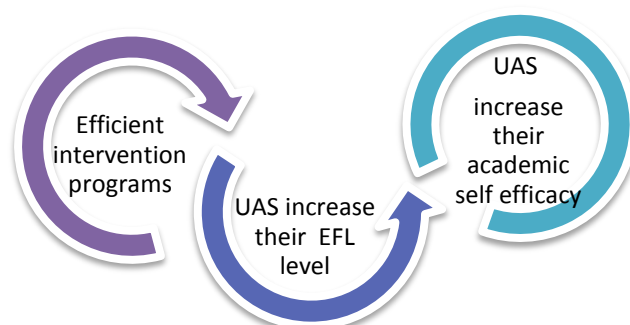 Efficient
intervention
programs
UAS increase
their EFL
level
UAS
increase
their
academic
self efficacy